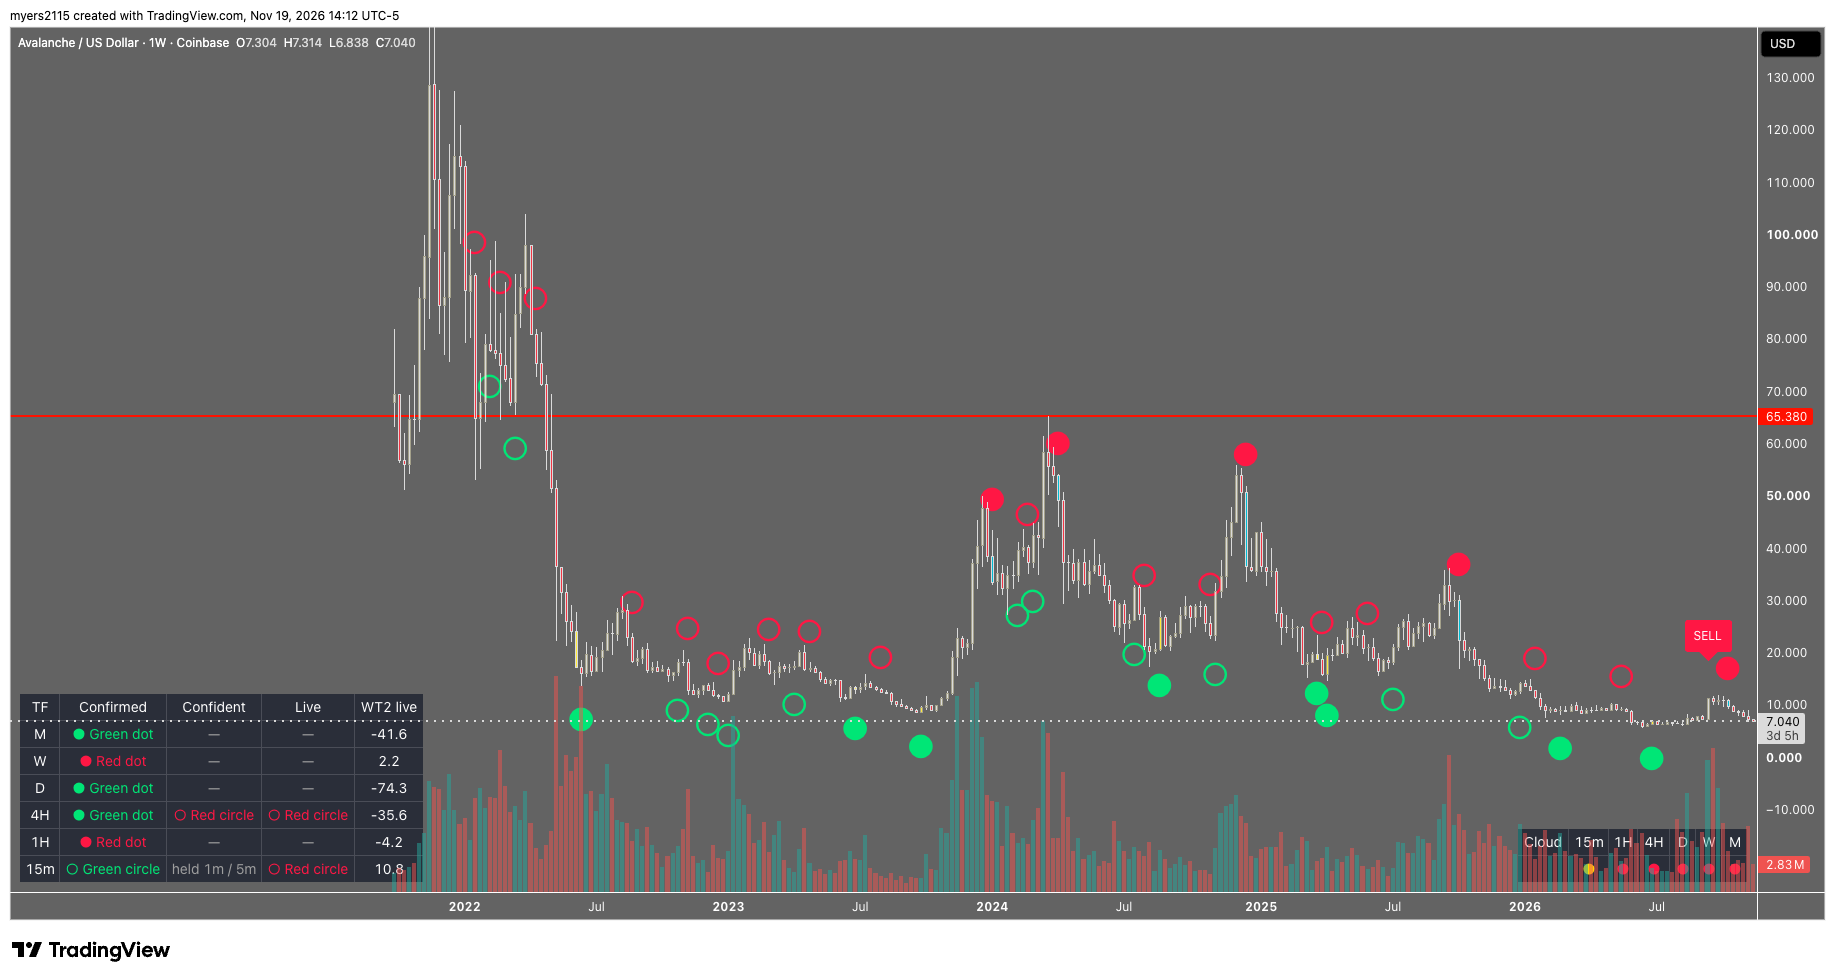 myers2115 created with TradingView.com, Nov 19, 2026 14:12 UTC-5
Avalanche / US Dollar · 1W · Coinbase O7.304 H7.314 L6.838 C7.040
USD
130.000
120.000
110.000
100.000
90.000
80.000
70.000
65.380
60.000
50.000
40.000
30.000
SELL
20.000
10.000
7.040
3d 5h
0.000
−10.000
2.83 M
TF Confirmed Confident Live WT2 live
M Green dot — — -41.6
W Red dot — — 2.2
D Green dot — — -74.3
4H Green dot Red circle Red circle -35.6
1H Red dot — — -4.2
15m Green circle held 1m / 5m Red circle 10.8
Cloud 15m 1H 4H D W M
2022 Jul 2023 Jul 2024 Jul 2025 Jul 2026 Jul
TradingView